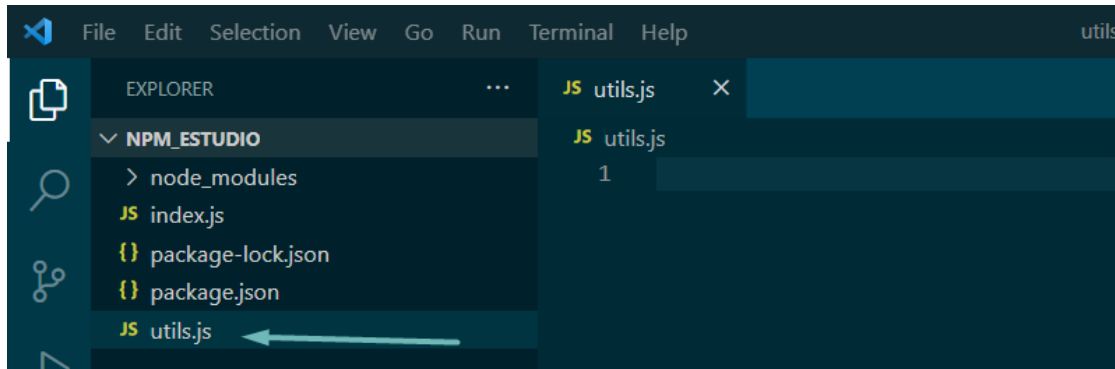 File Edit Selection View Go Run Terminal Help utils
EXPLORER ...
NPM_ESTUDIO
> node_modules
JS index.js
{} package-lock.json
{} package.json
JS utils.js
JS utils.js ×
JS utils.js
1